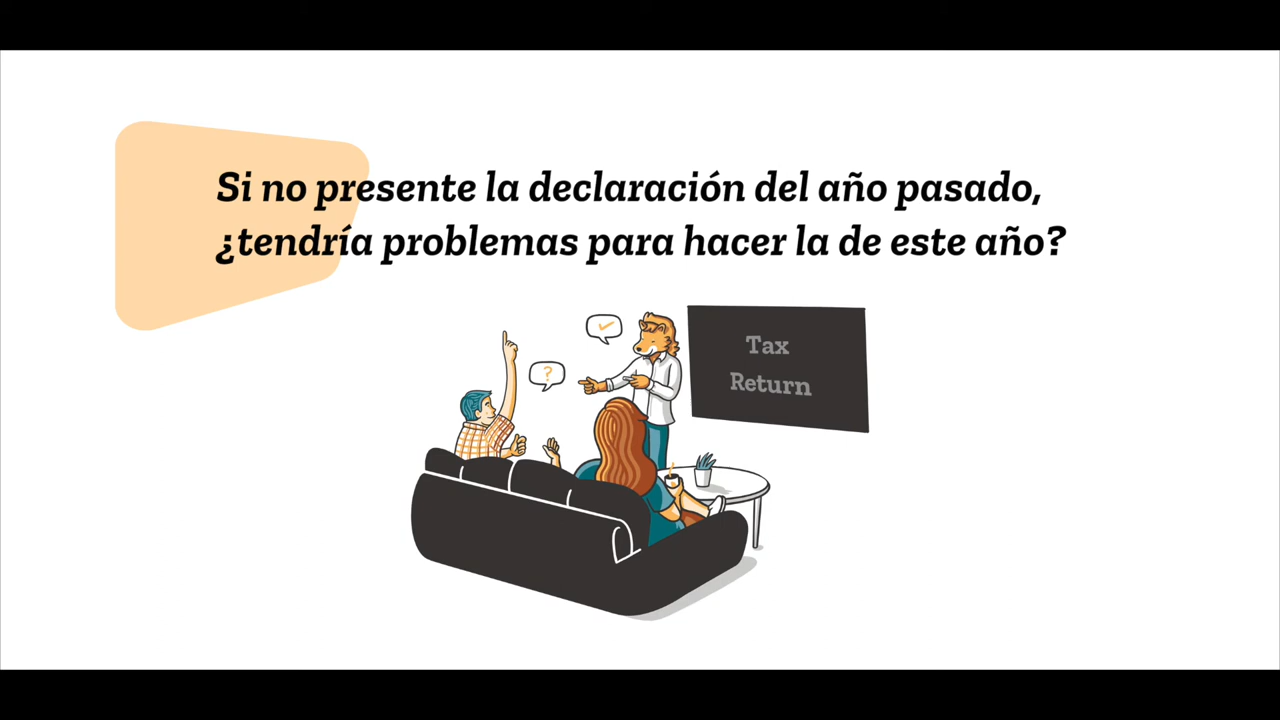 Si no presente la declaración del año pasado,
¿tendría problemas para hacer la de este año?
?
Tax
Return